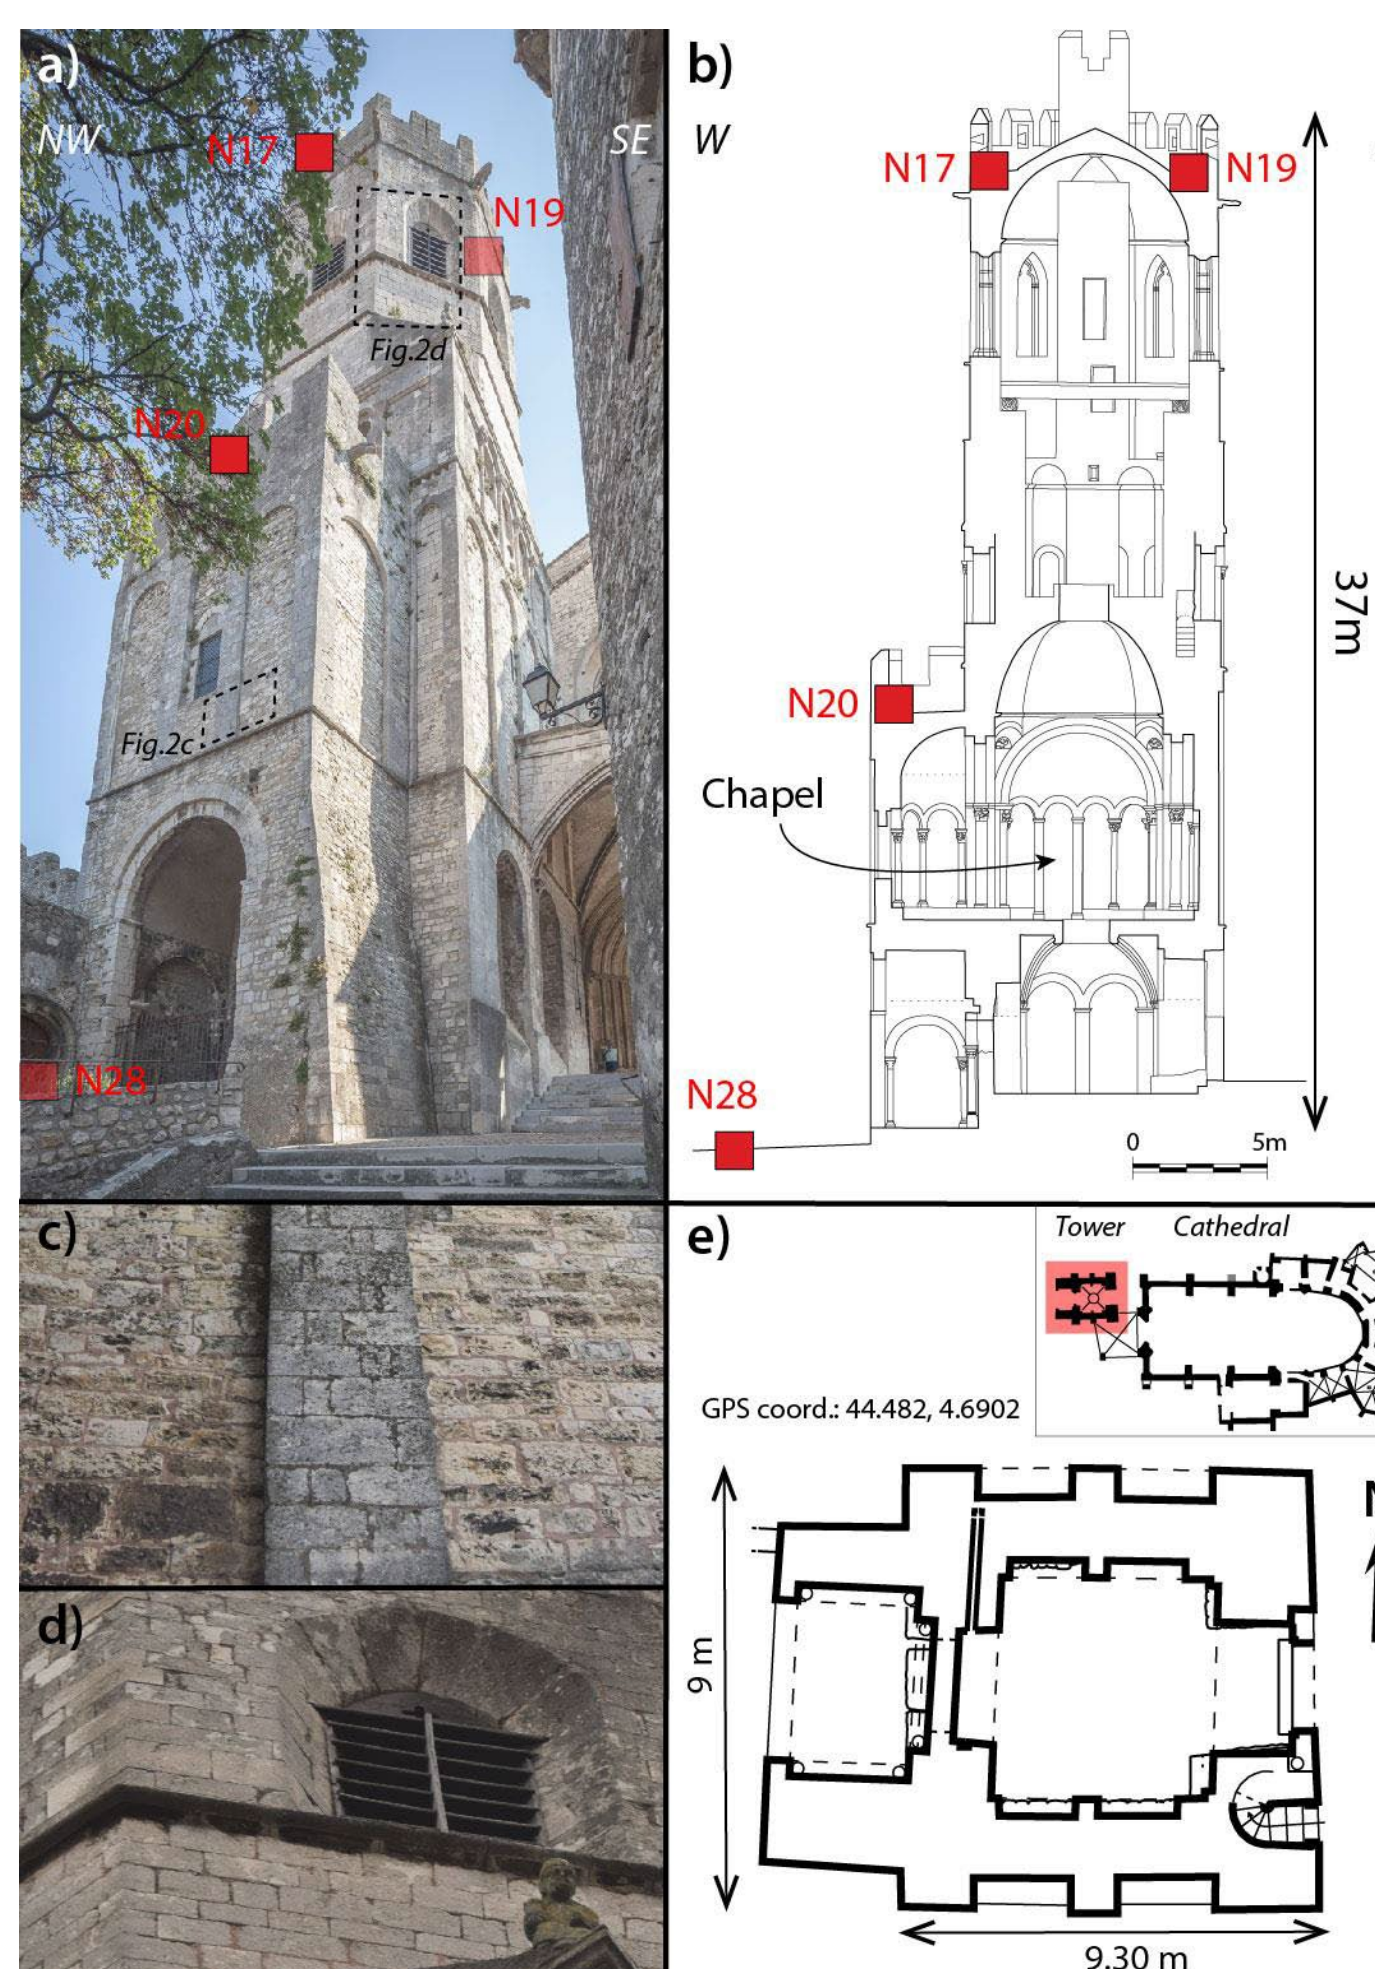 a)
NW
N17
SE
N19
Fig.2d
N20
Fig.2c
N28
b)
W
N17
N19
37m
N20
Chapel
N28
0 5m
c)
d)
e)
Tower Cathedral
GPS coord.: 44.482, 4.6902
9 m
9.30 m